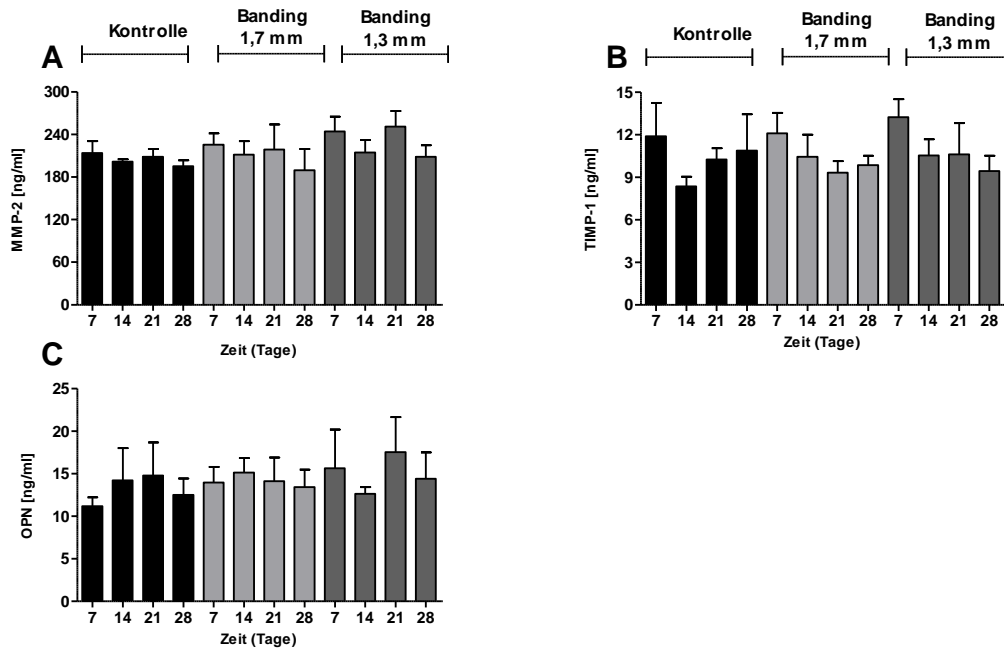 A
Kontrolle
Banding
1,7 mm
Banding
1,3 mm
MMP-2 [ng/ml]
300
240
180
120
60
0
7 14 21 28 7 14 21 28 7 14 21 28
Zeit (Tage)
B
Kontrolle
Banding
1,7 mm
Banding
1,3 mm
TIMP-1 [ng/ml]
15
12
9
6
3
0
7 14 21 28 7 14 21 28 7 14 21 28
Zeit (Tage)
C
OPN [ng/ml]
25
20
15
10
5
0
7 14 21 28 7 14 21 28 7 14 21 28
Zeit (Tage)